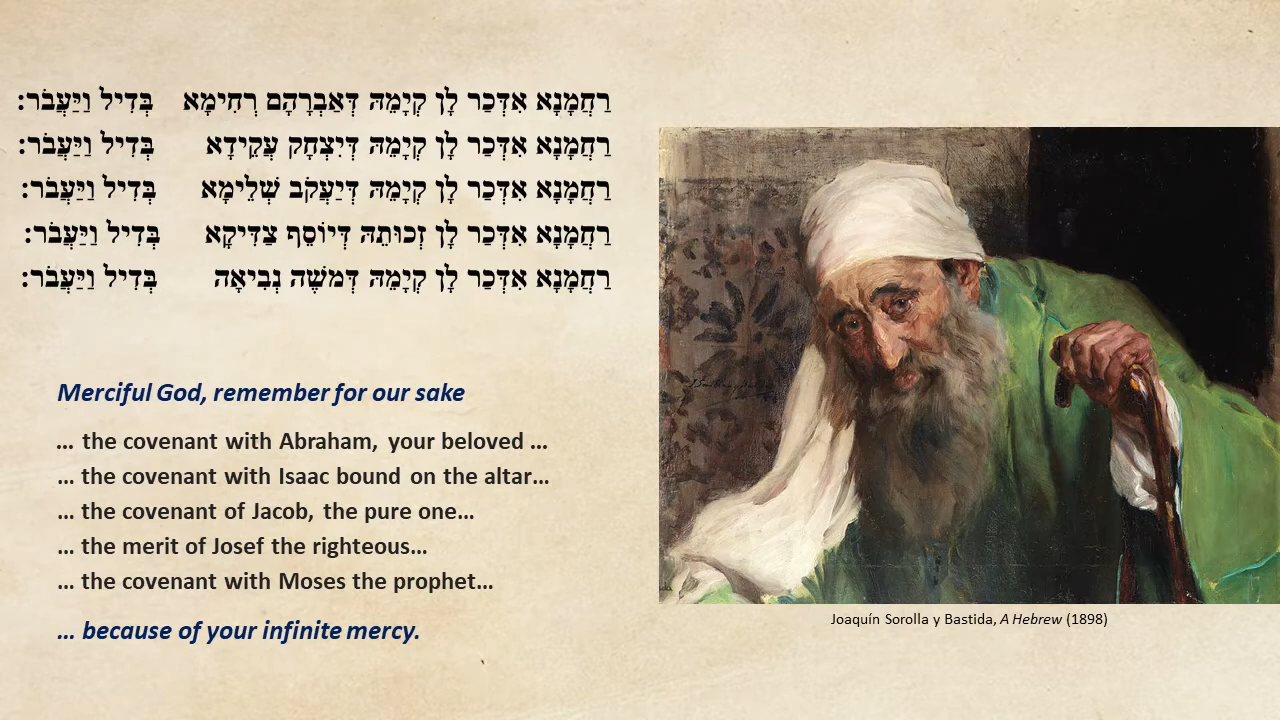 רַחֲמָנָא אִדְּכַר לָן קְיָמֵהּ דְּאַבְרָהָם רְחִימָא בְּדִיל וַיַּעֲבֹר:
רַחֲמָנָא אִדְּכַר לָן קְיָמֵהּ דְּיִצְחָק עֲקֵידָא בְּדִיל וַיַּעֲבֹר:
רַחֲמָנָא אִדְּכַר לָן קְיָמֵהּ דְּיַעֲקֹב שְׁלֵימָא בְּדִיל וַיַּעֲבֹר:
רַחֲמָנָא אִדְּכַר לָן זְכוּתֵהּ דְּיוֹסֵף צַדִּיקָא בְּדִיל וַיַּעֲבֹר:
רַחֲמָנָא אִדְּכַר לָן קְיָמֵהּ דְּמֹשֶׁה נְבִיאָה בְּדִיל וַיַּעֲבֹר:
Merciful God, remember for our sake
... the covenant with Abraham, your beloved ...
... the covenant with Isaac bound on the altar...
... the covenant of Jacob, the pure one...
... the merit of Josef the righteous...
... the covenant with Moses the prophet...
... because of your infinite mercy.
Joaquín Sorolla y Bastida, A Hebrew (1898)